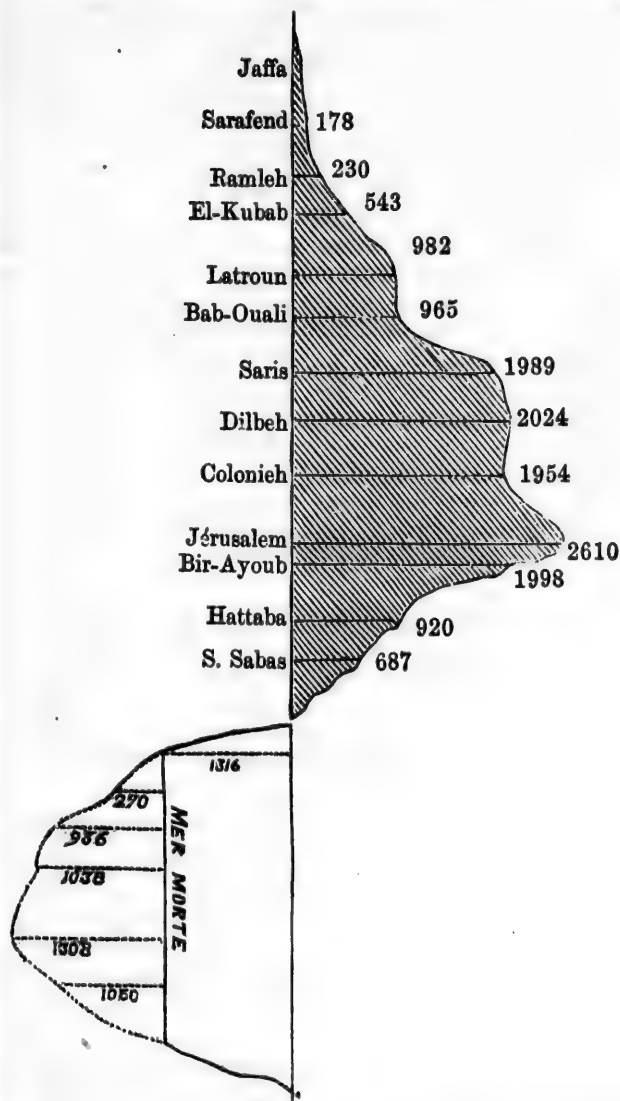 Jaffa
Sarafend 178
Ramleh 230
El-Kubab 543
982
Latroun
Bab-Ouali 965
Saris 1989
Dilbeh 2024
Colonieh 1954
Jérusalem 2610
Bir-Ayoub 1998
Hattaba 920
S. Sabas 687
1316
270
936
1038
1308
1050
MER MORTE